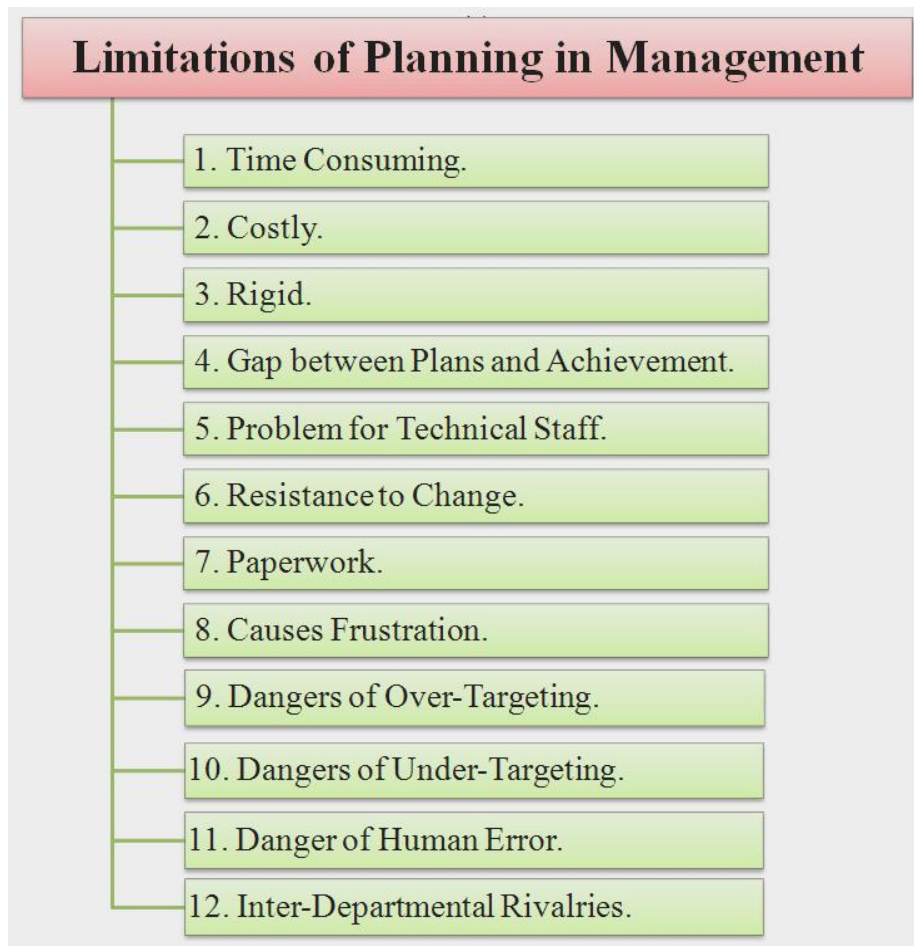 Limitations of Planning in Management
1. Time Consuming.
2. Costly.
3. Rigid.
4. Gap between Plans and Achievement.
5. Problem for Technical Staff.
6. Resistance to Change.
7. Paperwork.
8. Causes Frustration.
9. Dangers of Over-Targeting.
10. Dangers of Under-Targeting.
11. Danger of Human Error.
12. Inter-Departmental Rivalries.